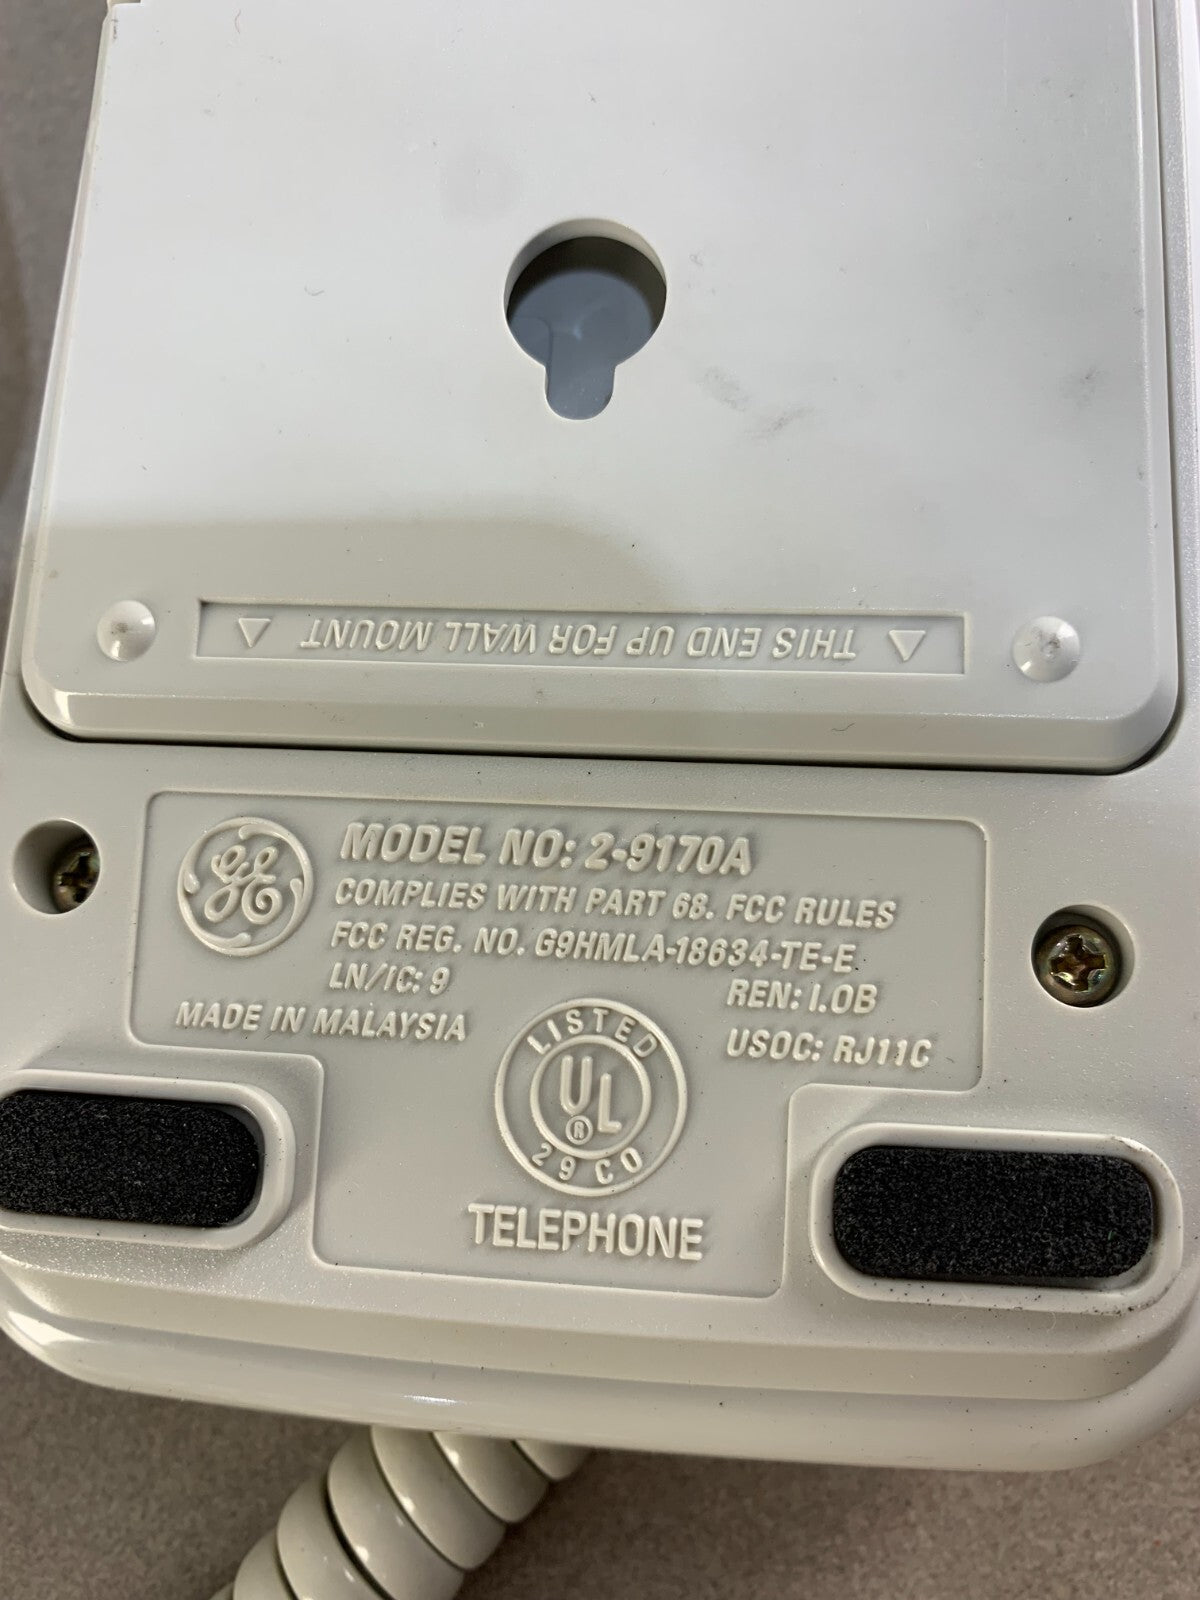 THIS END UP FOR WALL MOUNT
GE
MODEL NO: 2-9170A
COMPLIES WITH PART 68. FCC RULES
FCC REG. NO. G9HMLA-18634-TE-E
LN/IC: 9
REN: 1.0B
MADE IN MALAYSIA
USOC: RJ11C
LISTED
UL
®
29CO
TELEPHONE